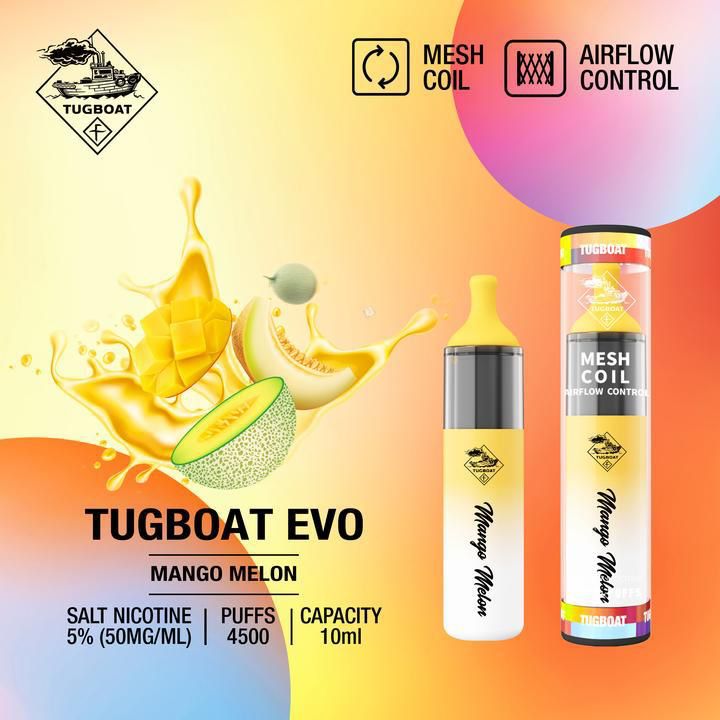 TUGBOAT
MESH
COIL
AIRFLOW
CONTROL
TUGBOAT EVO
MANGO MELON
SALT NICOTINE
5% (50MG/ML)
PUFFS
4500
CAPACITY
10ml
TUGBOAT
Mango Melon
TUGBOAT
MESH
COIL
AIRFLOW CONTROL
TUGBOAT
Mango Melon
PUFFS
TUGBOAT